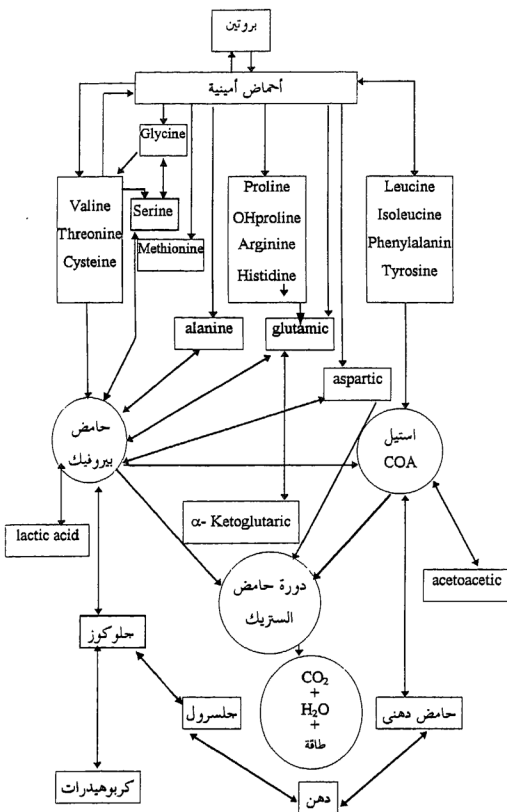 بروتين
أحماض أمينية
Glycine
Valine
Threonine
Cysteine
Serine
Methionine
Proline
OHproline
Arginine
Histidine
Leucine
Isoleucine
Phenylalanin
Tyrosine
alanine
glutamic
aspartic
حامض
بيروفيك
استيل
COA
lactic acid
α- Ketoglutaric
acetoacetic
دورة حامض
الستريك
جلوكوز
CO₂
+
H₂O
+
طاقة
جلسرول
حامض دهنى
كربوهيدرات
دهن